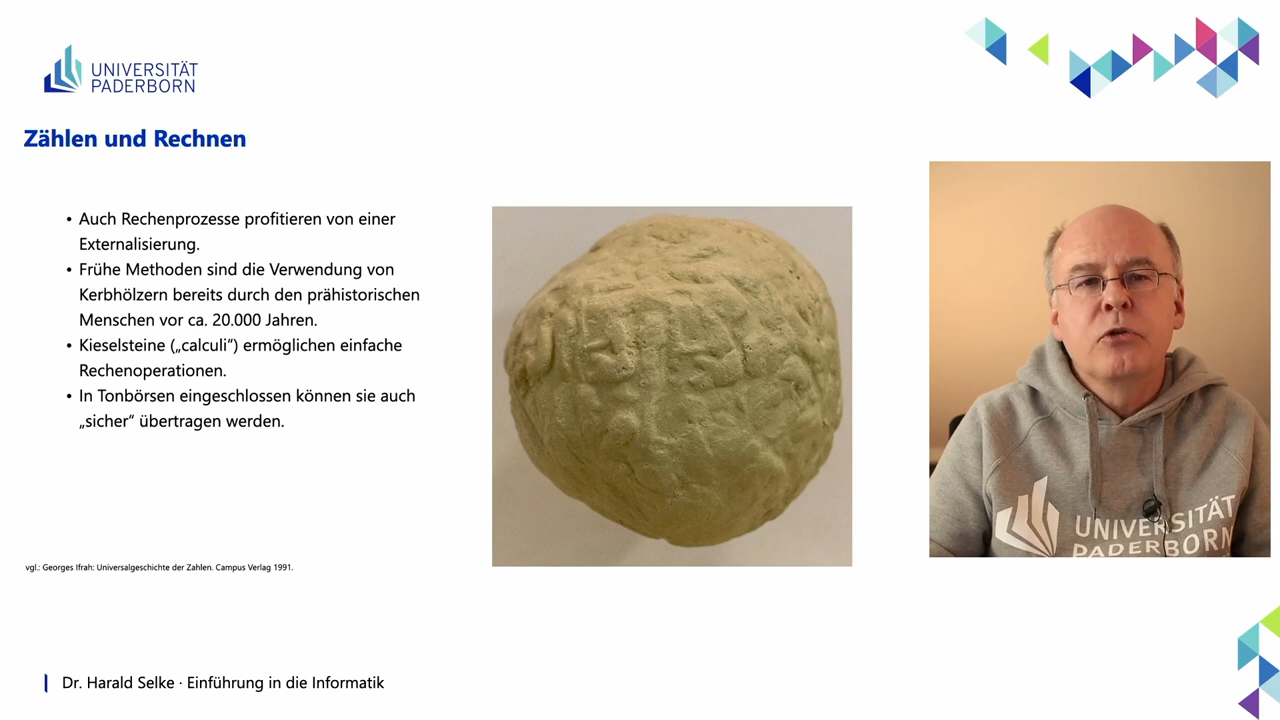 UNIVERSITÄT
PADERBORN
Zählen und Rechnen
• Auch Rechenprozesse profitieren von einer
Externalisierung.
• Frühe Methoden sind die Verwendung von
Kerbhölzern bereits durch den prähistorischen
Menschen vor ca. 20.000 Jahren.
• Kieselsteine („calculi“) ermöglichen einfache
Rechenoperationen.
• In Tonbörsen eingeschlossen können sie auch
„sicher“ übertragen werden.
UNIVERSITÄT
PADERBORN
vgl.: Georges Ifrah: Universalgeschichte der Zahlen. Campus Verlag 1991.
Dr. Harald Selke · Einführung in die Informatik